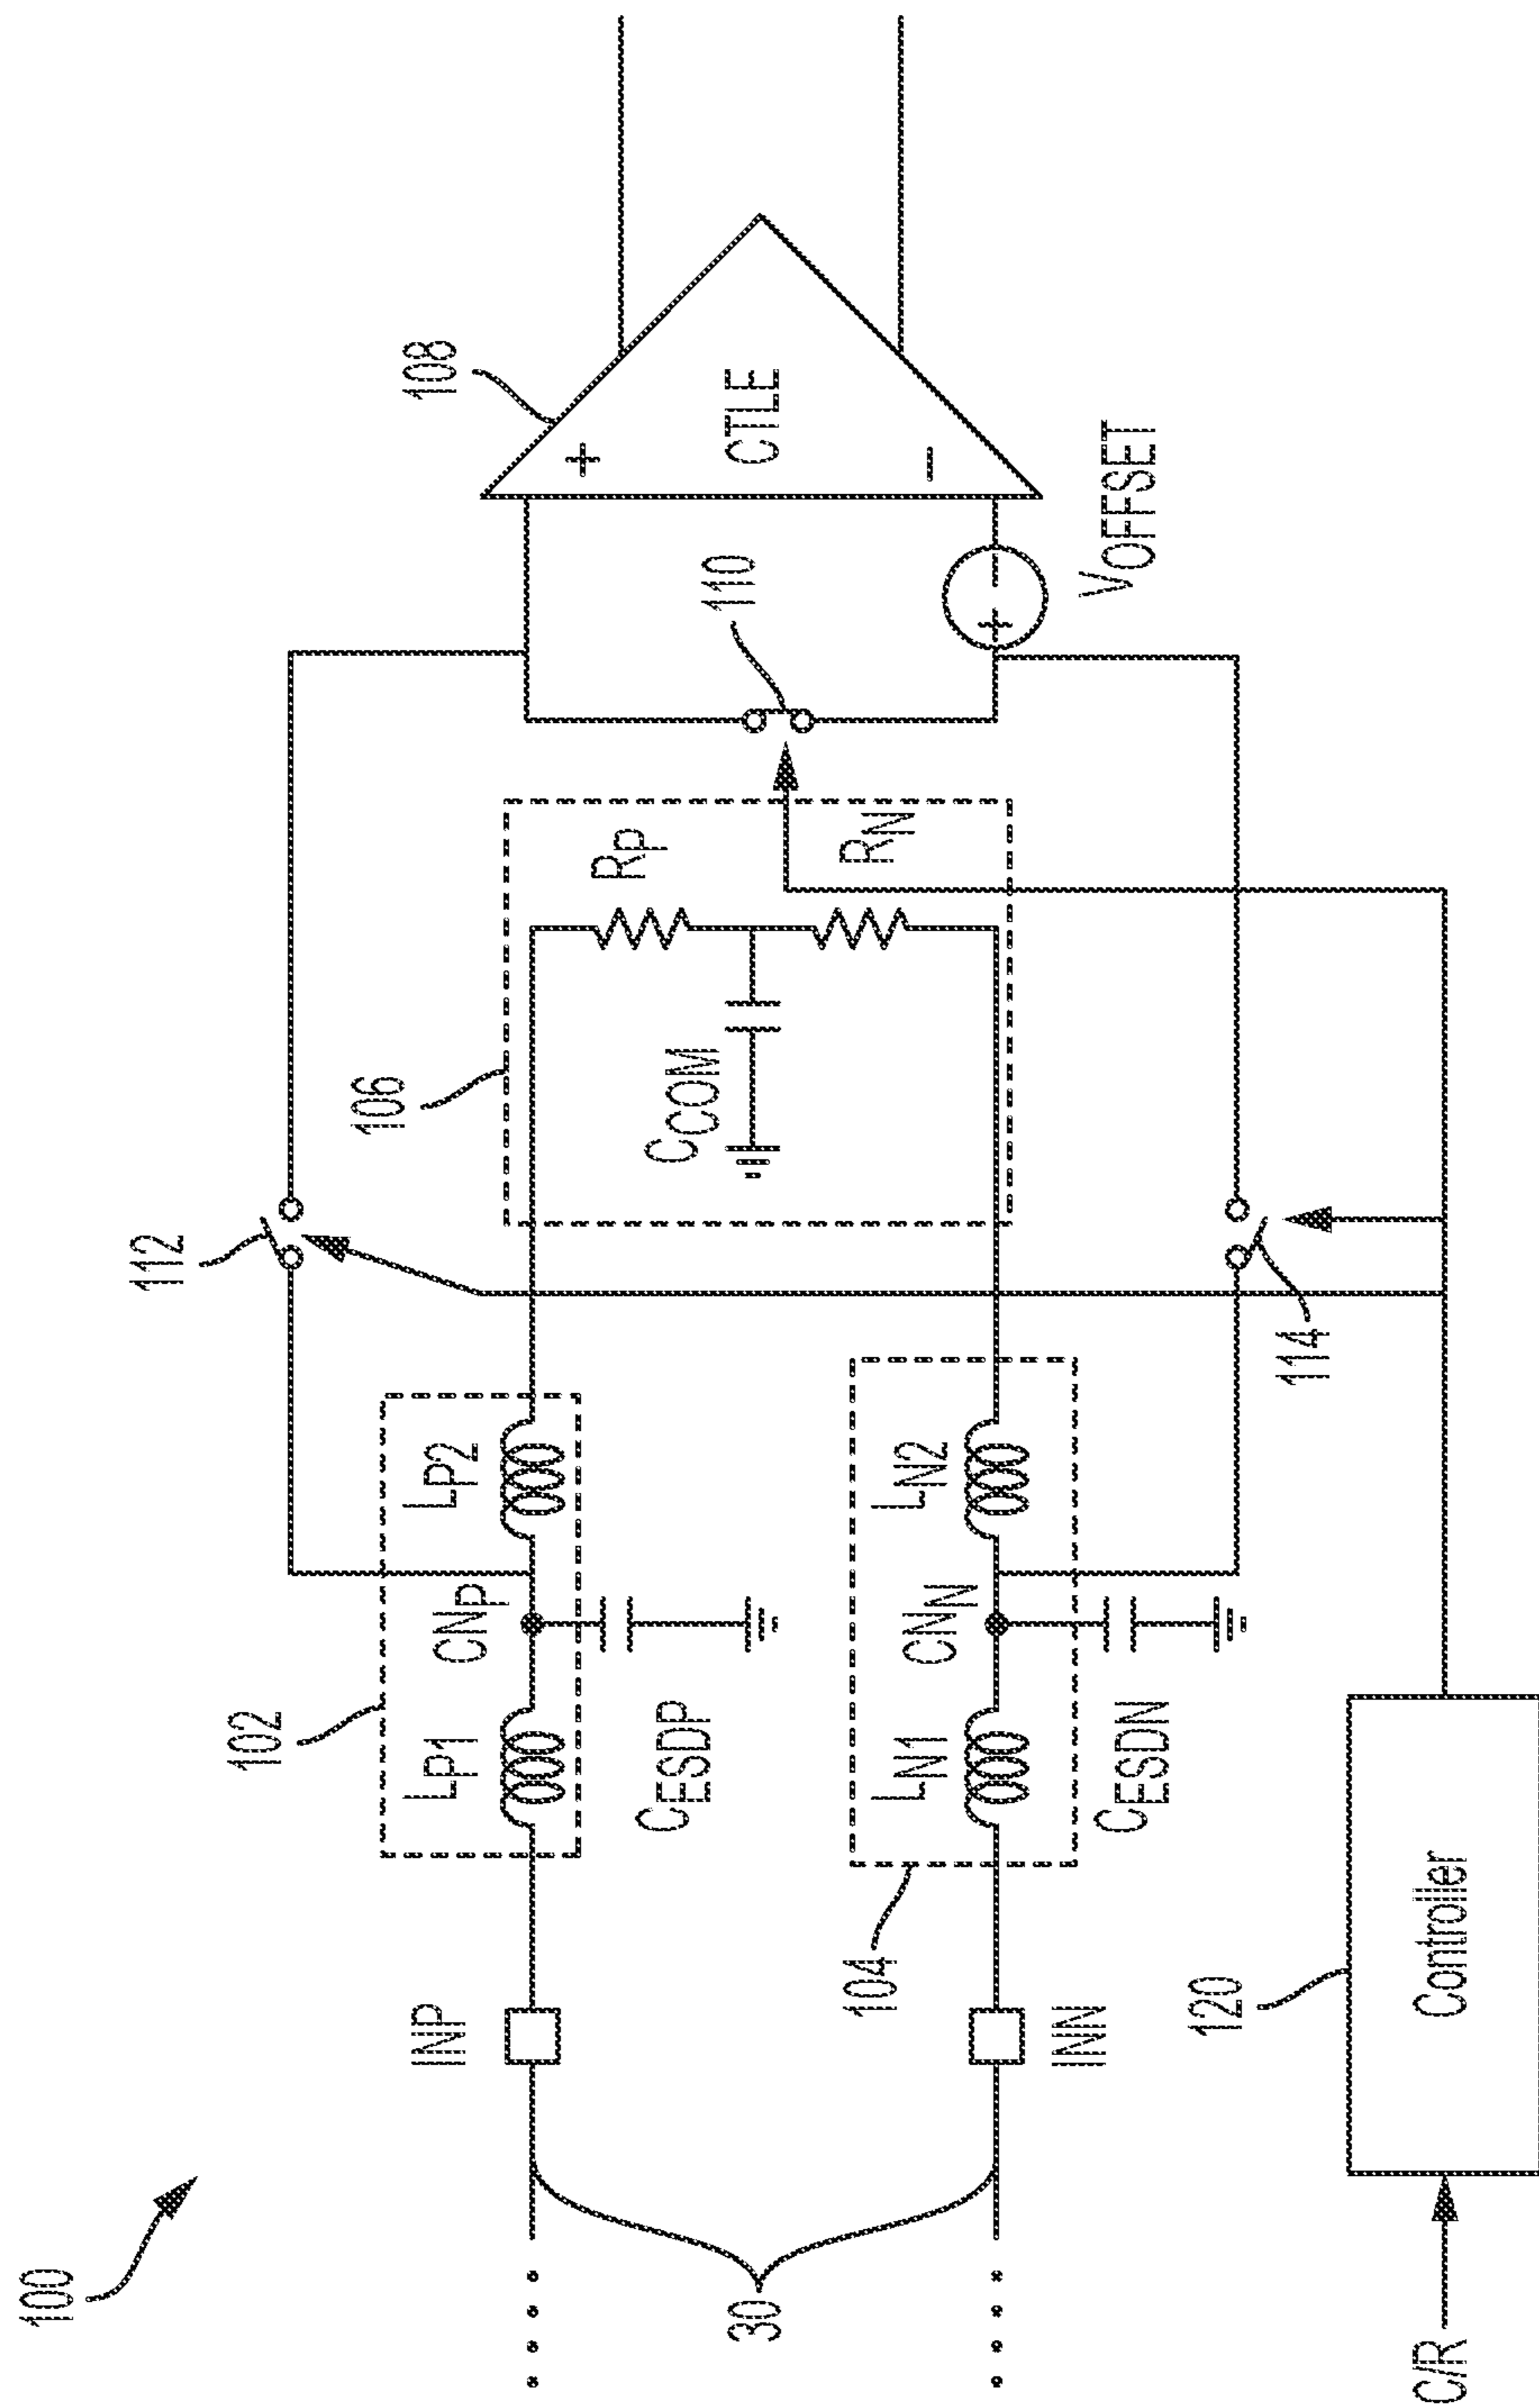 100
30
INP
INN
102
LP1
CNP
LP2
CESDP
104
LN1
CNN
LN2
CESDN
112
106
CCOM
RP
RN
110
108
+
CTLE
−
+ −
VOFFSET
114
120
Controller
C/R